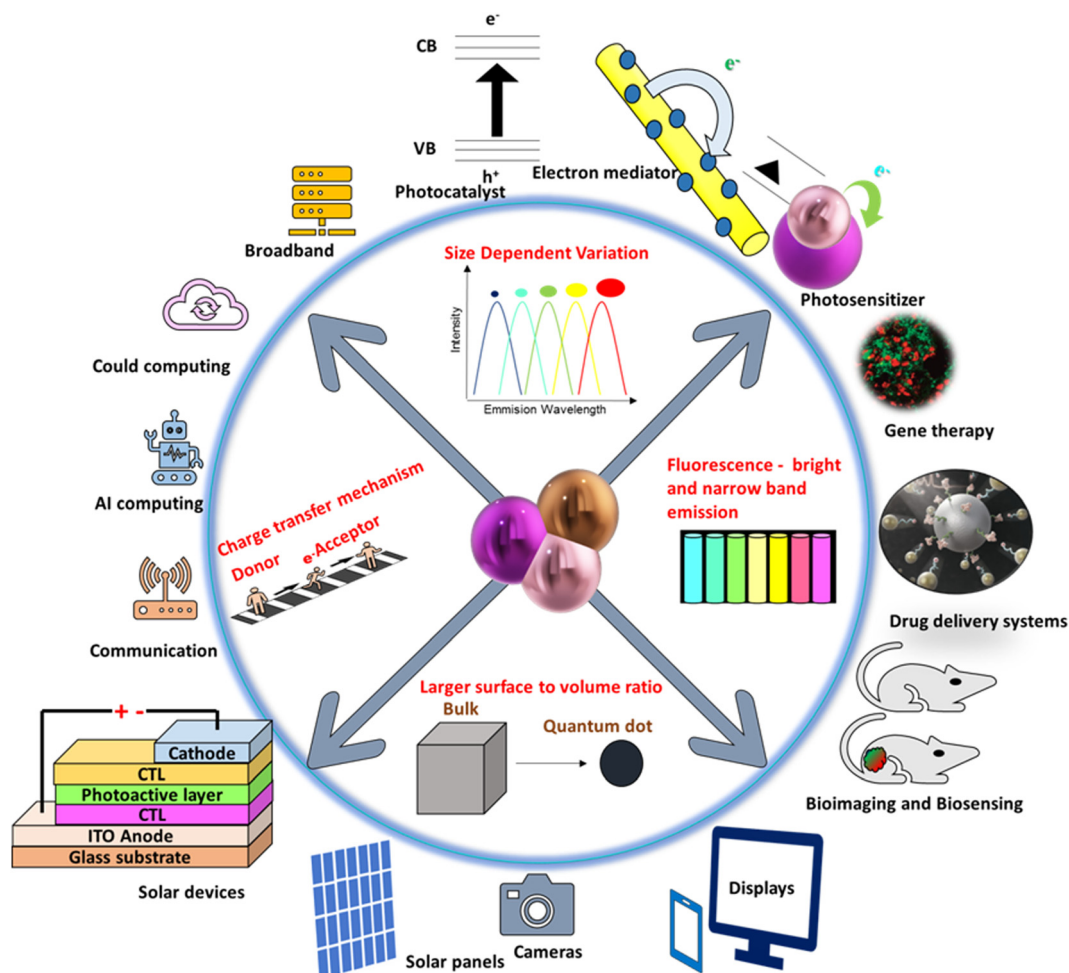 e-
CB
VB
h+
Photocatalyst
e-
Electron mediator
e-
Photosensitizer
Broadband
Could computing
AI computing
Communication
Size Dependent Variation
Intensity
Emmision Wavelength
Gene therapy
Fluorescence - bright
and narrow band
emission
Charge transfer mechanism
Donor
e-
Acceptor
Drug delivery systems
Larger surface to volume ratio
Bulk
Quantum dot
Bioimaging and Biosensing
+ -
Cathode
CTL
Photoactive layer
CTL
ITO Anode
Glass substrate
Solar devices
Solar panels
Cameras
Displays